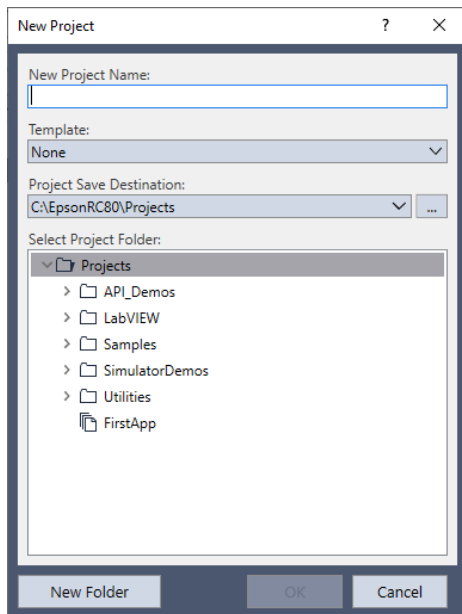 New Project
?
New Project Name:
Template:
None
Project Save Destination:
C:\EpsonRC80\Projects
...
Select Project Folder:
Projects
API_Demos
LabVIEW
Samples
SimulatorDemos
Utilities
FirstApp
New Folder
OK
Cancel